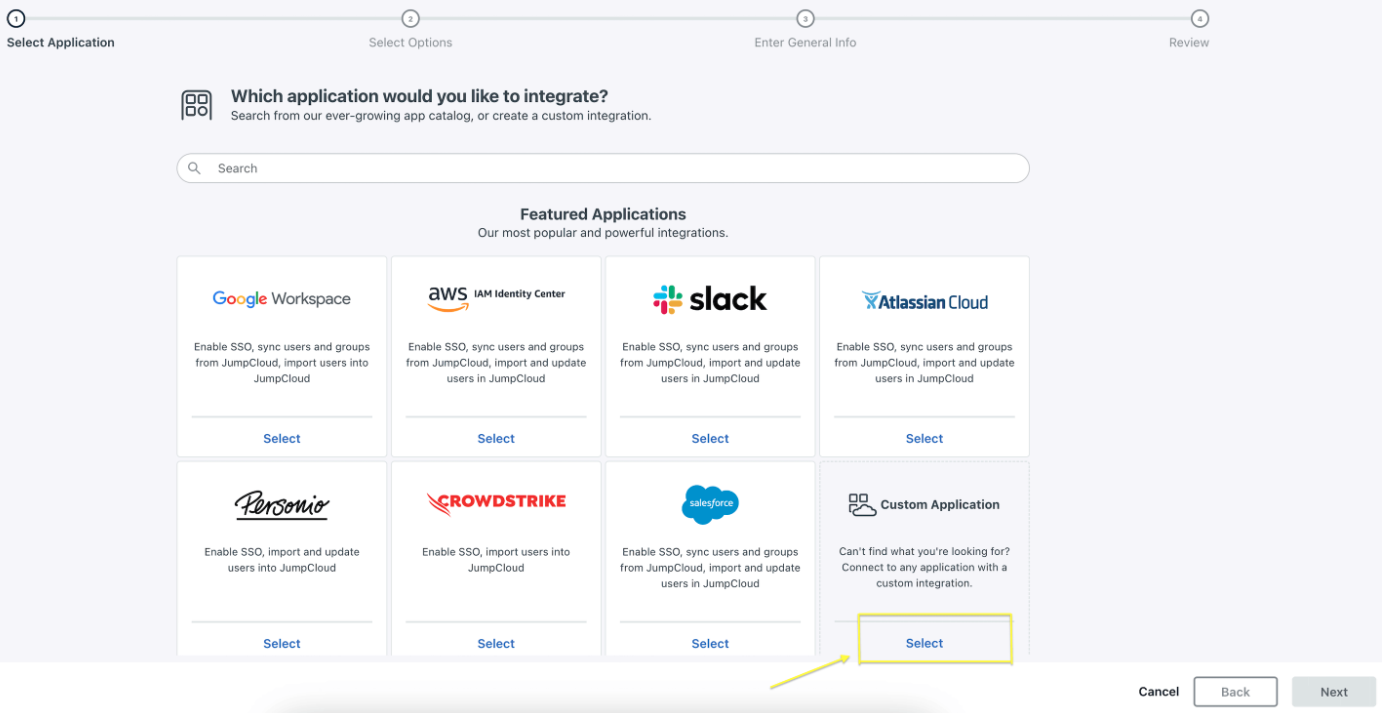 1
2
3
4
Select Application
Select Options
Enter General Info
Review
Which application would you like to integrate?
Search from our ever-growing app catalog, or create a custom integration.
Search
Featured Applications
Our most popular and powerful integrations.
Google Workspace
Enable SSO, sync users and groups
from JumpCloud, import users into
JumpCloud
Select
aws IAM Identity Center
Enable SSO, sync users and groups
from JumpCloud, import and update
users in JumpCloud
Select
slack
Enable SSO, sync users and groups
from JumpCloud, import and update
users in JumpCloud
Select
Atlassian Cloud
Enable SSO, sync users and groups
from JumpCloud, import and update
users in JumpCloud
Select
Personio
Enable SSO, import and update
users into JumpCloud
Select
CROWDSTRIKE
Enable SSO, import users into
JumpCloud
Select
salesforce
Enable SSO, sync users and groups
from JumpCloud, import and update
users in JumpCloud
Select
Custom Application
Can't find what you're looking for?
Connect to any application with a
custom integration.
Select
Cancel
Back
Next